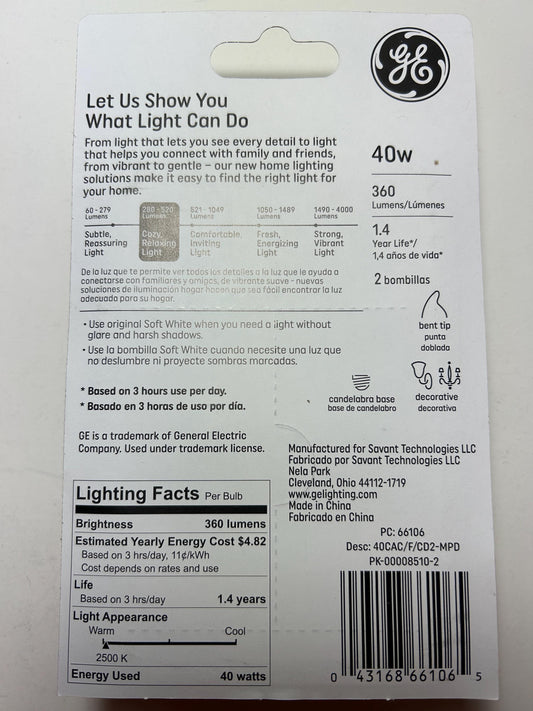 GE
Let Us Show You
What Light Can Do
From light that lets you see every detail to light
that helps you connect with family and friends,
from vibrant to gentle – our new home lighting
solutions make it easy to find the right light for
your home.
60 - 279
Lumens
Subtle,
Reassuring
Light
280 - 520
Lumens
Cozy,
Relaxing
Light
521 - 1049
Lumens
Comfortable,
Inviting
Light
1050 - 1489
Lumens
Fresh,
Energizing
Light
1490 - 4000
Lumens
Strong,
Vibrant
Light
De la luz que te permite ver todos los detalles a la luz que le ayuda a
conectarse con familiares y amigos, de vibrante suave - nuevas
soluciones de iluminación hogar hacen que sea fácil encontrar la luz
adecuada para su hogar.
40w
360
Lumens/Lúmenes
1.4
Year Life*/
1,4 años de vida*
2 bombillas
bent tip
punta
doblada
• Use original Soft White when you need a light without
glare and harsh shadows.
• Use la bombilla Soft White cuando necesite una luz que
no deslumbre ni proyecte sombras marcadas.
candelabra base
base de candelabro
decorative
decorativa
* Based on 3 hours use per day.
* Basado en 3 horas de uso por día.
GE is a trademark of General Electric
Company. Used under trademark license.
Manufactured for Savant Technologies LLC
Fabricado por Savant Technologies LLC
Nela Park
Cleveland, Ohio 44112-1719
www.gelighting.com
Made in China
Fabricado en China
PC: 66106
Desc: 40CAC/F/CD2-MPD
PK-00008510-2
Lighting Facts Per Bulb
Brightness 360 lumens
Estimated Yearly Energy Cost $4.82
Based on 3 hrs/day, 11¢/kWh
Cost depends on rates and use
Life
Based on 3 hrs/day 1.4 years
Light Appearance
Warm Cool
2500 K
Energy Used 40 watts
0 43168 66106 5